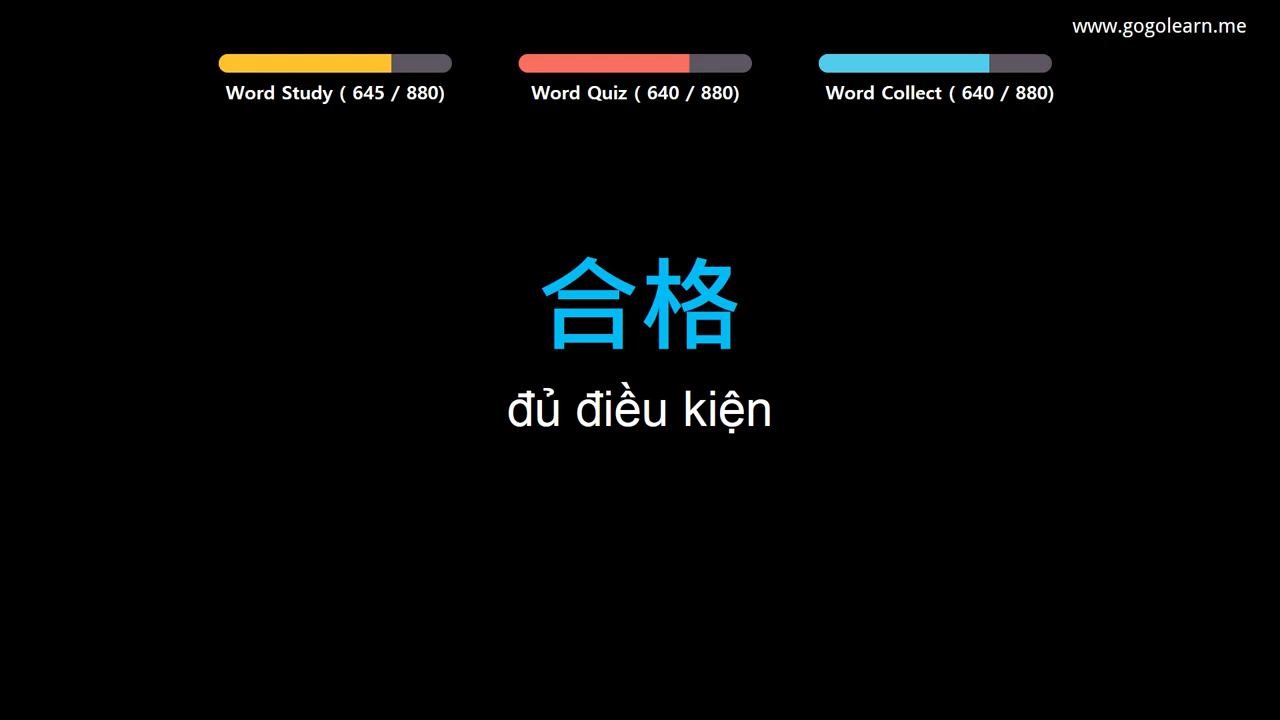 www.gogolearn.me
Word Study ( 645 / 880)
Word Quiz ( 640 / 880)
Word Collect ( 640 / 880)
合格
đủ điều kiện